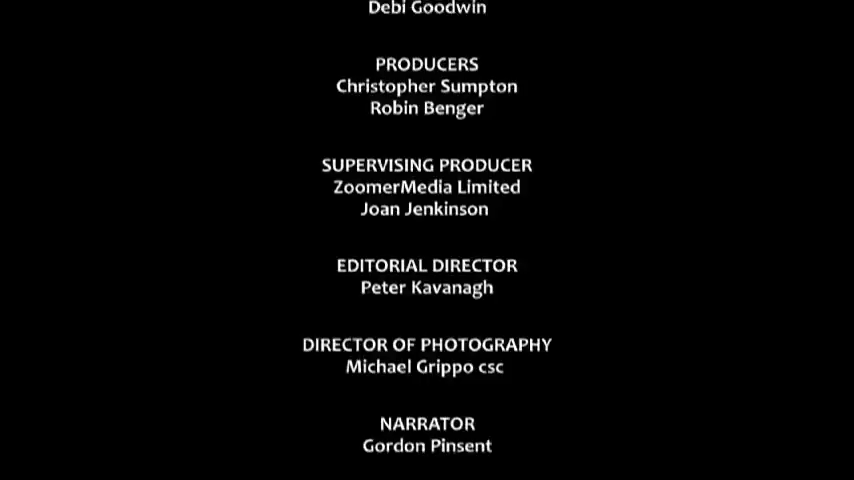 Debi Goodwin
PRODUCERS
Christopher Sumpton
Robin Benger
SUPERVISING PRODUCER
ZoomerMedia Limited
Joan Jenkinson
EDITORIAL DIRECTOR
Peter Kavanagh
DIRECTOR OF PHOTOGRAPHY
Michael Grippo csc
NARRATOR
Gordon Pinsent